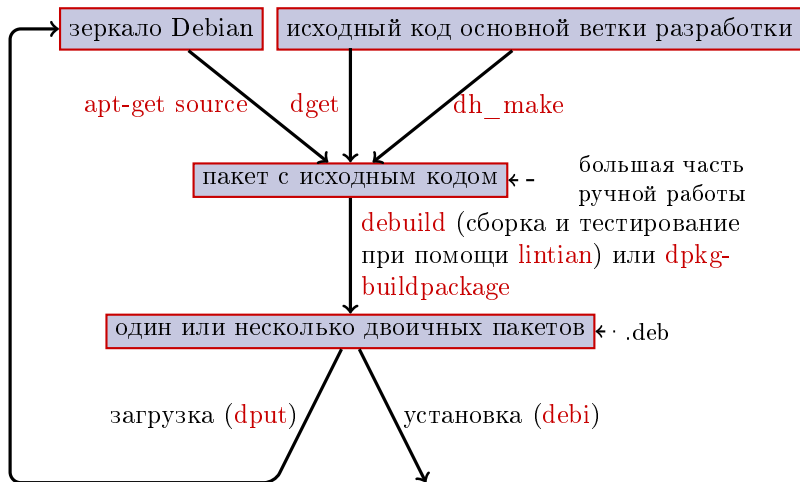 зеркало Debian
исходный код основной ветки разработки
apt-get source
dget
dh_make
пакет с исходным кодом
большая часть
ручной работы
debuild (сборка и тестирование
при помощи lintian) или dpkg-
buildpackage
один или несколько двоичных пакетов
.deb
загрузка (dput)
установка (debi)